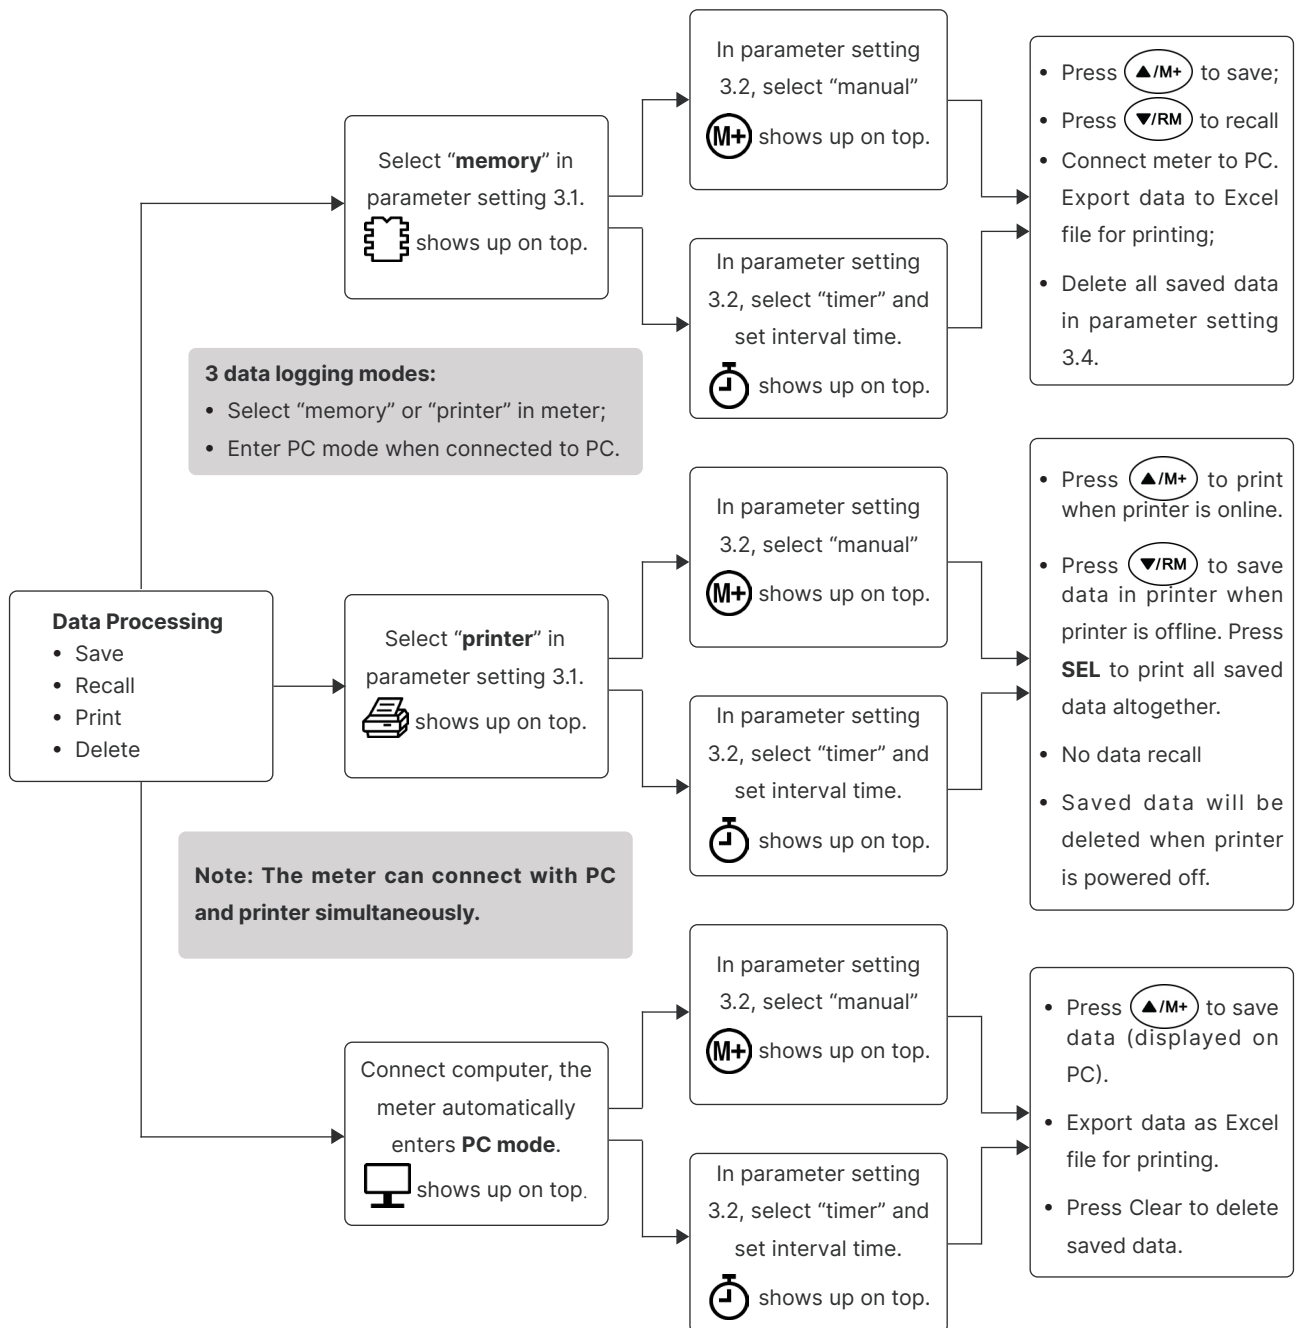 Data Processing
• Save
• Recall
• Print
• Delete
3 data logging modes:
• Select “memory” or “printer” in meter;
• Enter PC mode when connected to PC.
Note: The meter can connect with PC
and printer simultaneously.
Select “memory” in
parameter setting 3.1.
shows up on top.
In parameter setting
3.2, select “manual”
M+ shows up on top.
In parameter setting
3.2, select “timer” and
set interval time.
shows up on top.
• Press ▲/M+ to save;
• Press ▼/RM to recall
• Connect meter to PC.
Export data to Excel
file for printing;
• Delete all saved data
in parameter setting
3.4.
Select “printer” in
parameter setting 3.1.
shows up on top.
In parameter setting
3.2, select “manual”
M+ shows up on top.
In parameter setting
3.2, select “timer” and
set interval time.
shows up on top.
• Press ▲/M+ to print
when printer is online.
• Press ▼/RM to save
data in printer when
printer is offline. Press
SEL to print all saved
data altogether.
• No data recall
• Saved data will be
deleted when printer
is powered off.
Connect computer, the
meter automatically
enters PC mode.
shows up on top.
In parameter setting
3.2, select “manual”
M+ shows up on top.
In parameter setting
3.2, select “timer” and
set interval time.
shows up on top.
• Press ▲/M+ to save
data (displayed on
PC).
• Export data as Excel
file for printing.
• Press Clear to delete
saved data.